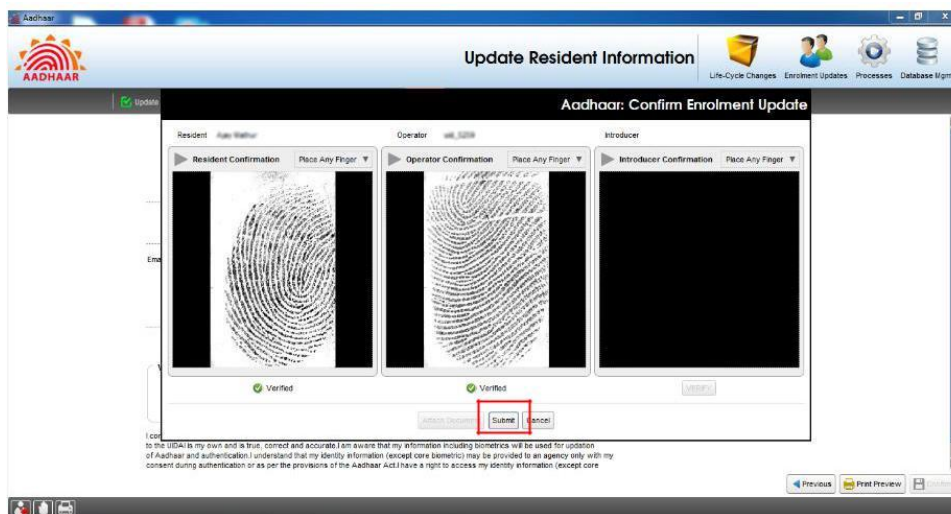 Aadhaar
AADHAAR
Update Resident Information
Life-Cycle Changes
Enrolment Updates
Processes
Database Mgm
Update
Aadhaar: Confirm Enrolment Update
Resident
Operator
Introducer
Resident Confirmation Place Any Finger
Operator Confirmation Place Any Finger
Introducer Confirmation Place Any Finger
Ema
Verified
Verified
VERIFY
Attach Document
Submit
Cancel
I con
to the UIDAI is my own and is true, correct and accurate.I am aware that my information including biometrics will be used for updation
of Aadhaar and authentication.I understand that my identity information (except core biometric) may be provided to an agency only with my
consent during authentication or as per the provisions of the Aadhaar Act.I have a right to access my identity information (except core
Previous
Print Preview